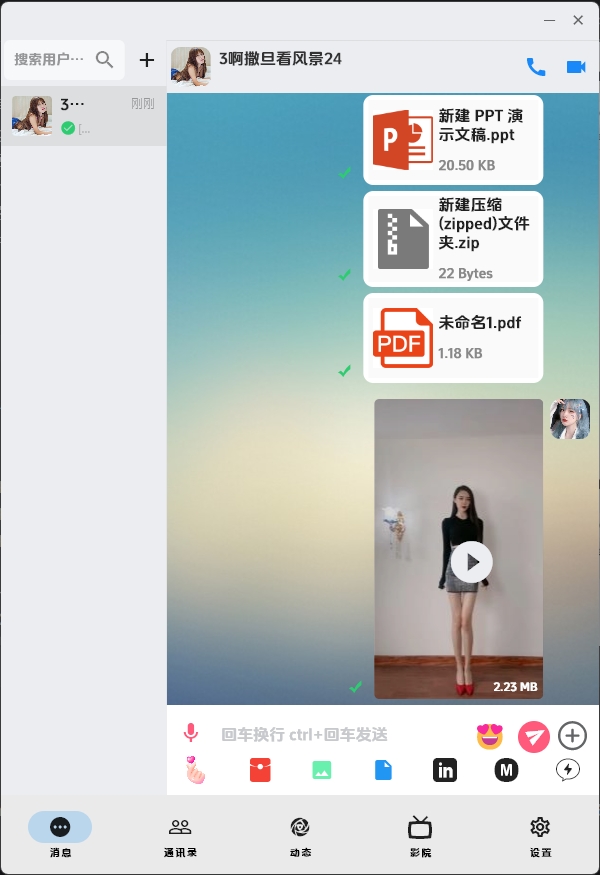 搜索用户…
3啊撒旦看风景24
3…
刚刚
[...
新建 PPT 演
示文稿.ppt
20.50 KB
P
新建压缩
(zipped)文件
夹.zip
22 Bytes
未命名1.pdf
PDF
1.18 KB
2.23 MB
回车换行 ctrl+回车发送
in
M
消息
通讯录
动态
影院
设置